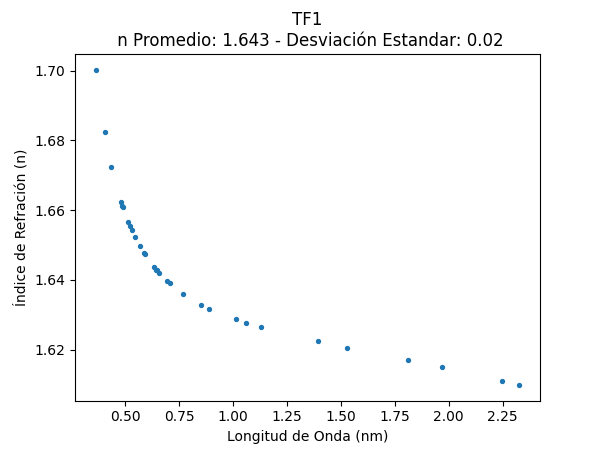 TF1
n Promedio: 1.643 - Desviación Estandar: 0.02
1.70
1.68
1.66
1.64
1.62
Índice de Refración (n)
0.50 0.75 1.00 1.25 1.50 1.75 2.00 2.25
Longitud de Onda (nm)